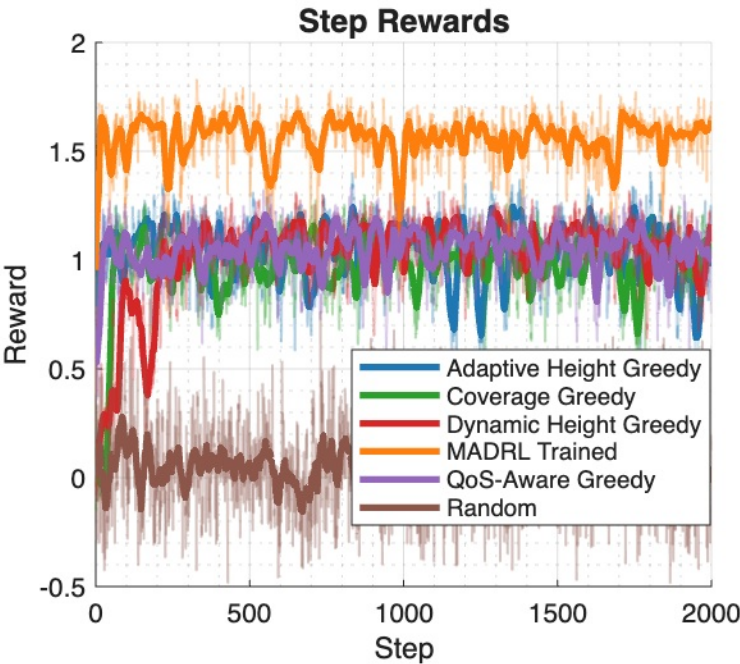 Step Rewards
2
1.5
1
0.5
0
-0.5
Reward
0
500
1000
1500
2000
Step
Adaptive Height Greedy
Coverage Greedy
Dynamic Height Greedy
MADRL Trained
QoS-Aware Greedy
Random